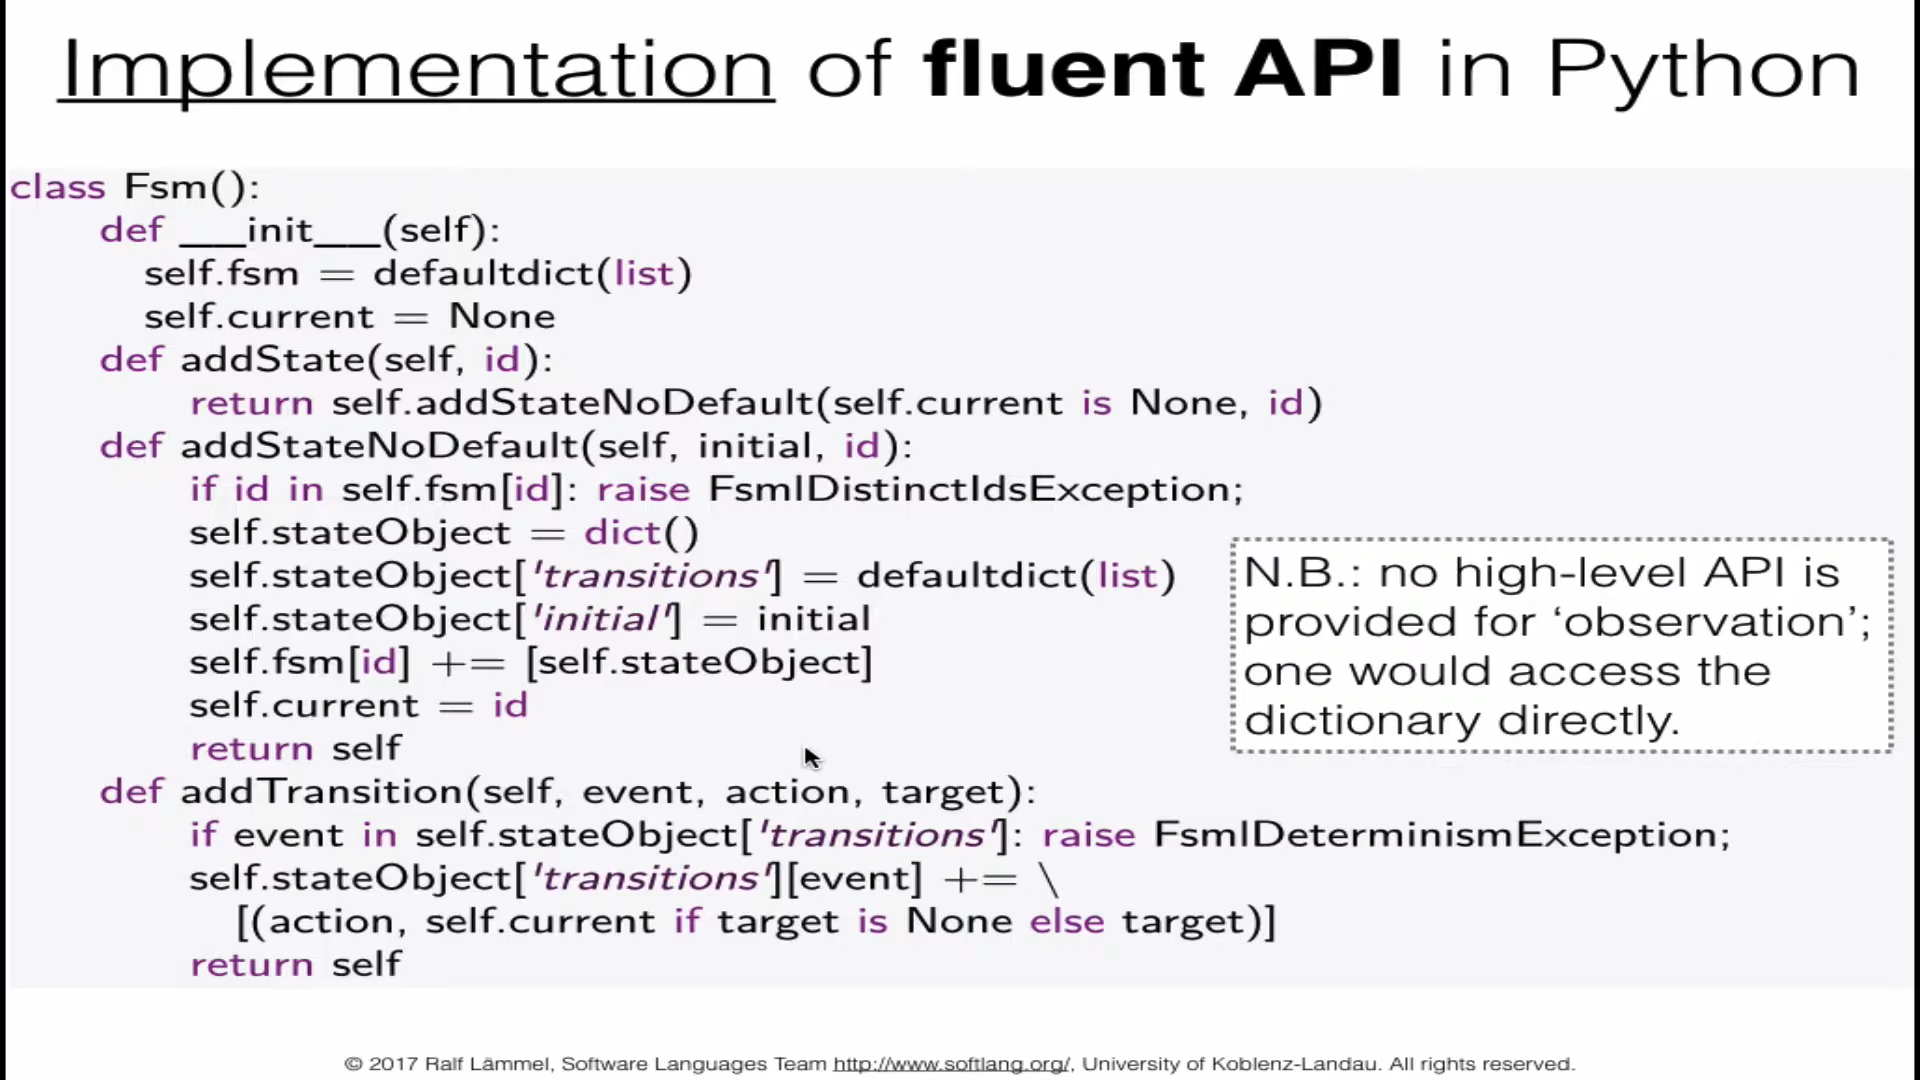 Implementation of fluent API in Python
class Fsm():
def __init__(self):
self.fsm = defaultdict(list)
self.current = None
def addState(self, id):
return self.addStateNoDefault(self.current is None, id)
def addStateNoDefault(self, initial, id):
if id in self.fsm[id]: raise FsmlDistinctIdsException;
self.stateObject = dict()
self.stateObject['transitions'] = defaultdict(list)
self.stateObject['initial'] = initial
self.fsm[id] += [self.stateObject]
self.current = id
return self
def addTransition(self, event, action, target):
if event in self.stateObject['transitions']: raise FsmlDeterminismException;
self.stateObject['transitions'][event] += \
[(action, self.current if target is None else target)]
return self
N.B.: no high-level API is
provided for ‘observation’;
one would access the
dictionary directly.
© 2017 Ralf Lämmel, Software Languages Team http://www.softlang.org/, University of Koblenz-Landau. All rights reserved.